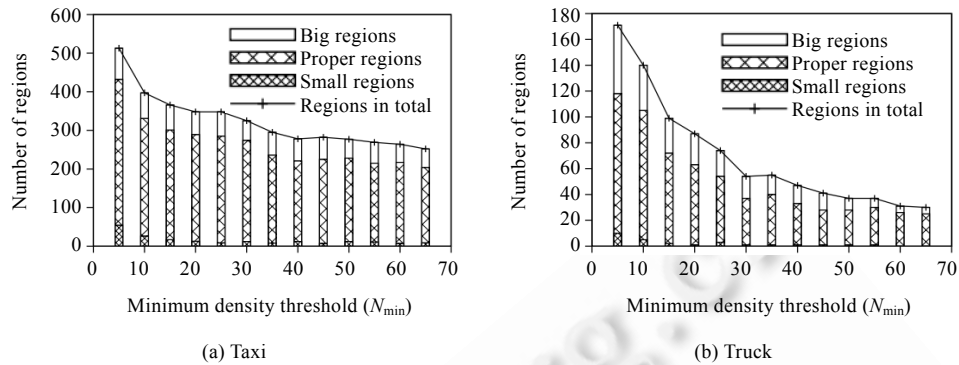 600
500
400
300
200
100
0
Number of regions
Big regions
Proper regions
Small regions
Regions in total
0 10 20 30 40 50 60 70
Minimum density threshold (Nmin)
(a) Taxi
180
160
140
120
100
80
60
40
20
0
Number of regions
Big regions
Proper regions
Small regions
Regions in total
0 10 20 30 40 50 60 70
Minimum density threshold (Nmin)
(b) Truck